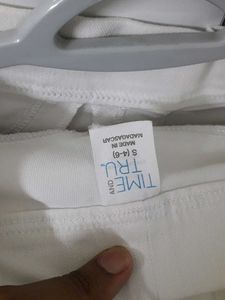 TIME
AND
TRU
S (4-6)
MADE IN
MADAGASCAR